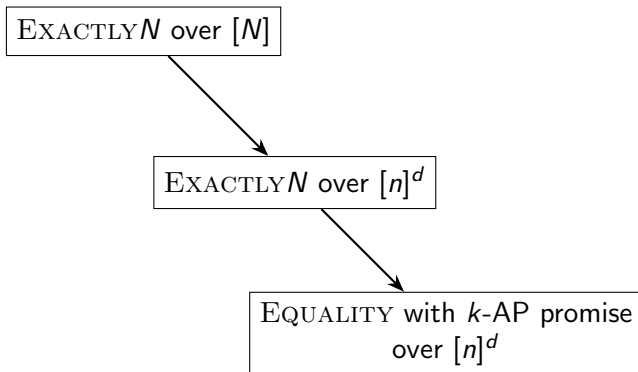 EXACTLYN over [N]
EXACTLYN over [n]^d
EQUALITY with k-AP promise
over [n]^d